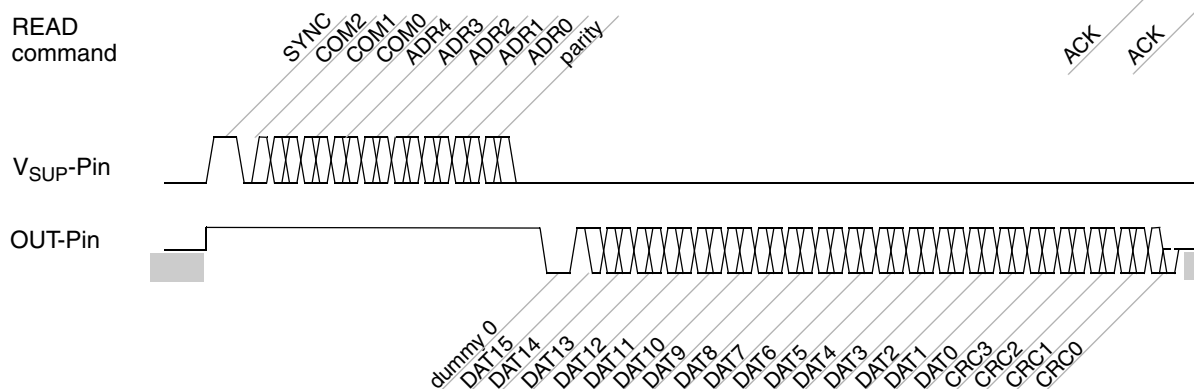 READ
command
SYNC
COM2
COM1
COM0
ADR4
ADR3
ADR2
ADR1
ADR0
parity
ACK
ACK
VSUP-Pin
OUT-Pin
dummy 0
DAT15
DAT14
DAT13
DAT12
DAT11
DAT10
DAT9
DAT8
DAT7
DAT6
DAT5
DAT4
DAT3
DAT2
DAT1
DAT0
CRC3
CRC2
CRC1
CRC0